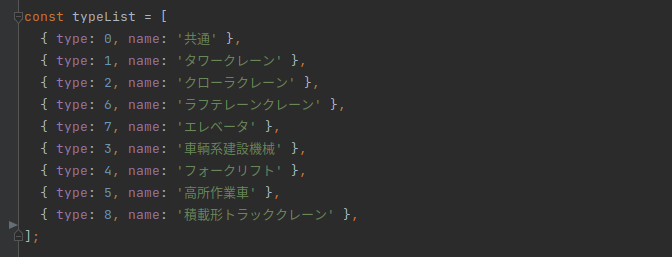 const typeList = [
{ type: 0, name: '共通' },
{ type: 1, name: 'タワークレーン' },
{ type: 2, name: 'クローラクレーン' },
{ type: 6, name: 'ラフテレーンクレーン' },
{ type: 7, name: 'エレベータ' },
{ type: 3, name: '車輌系建設機械' },
{ type: 4, name: 'フォークリフト' },
{ type: 5, name: '高所作業車' },
{ type: 8, name: '積載形トラッククレーン' },
];